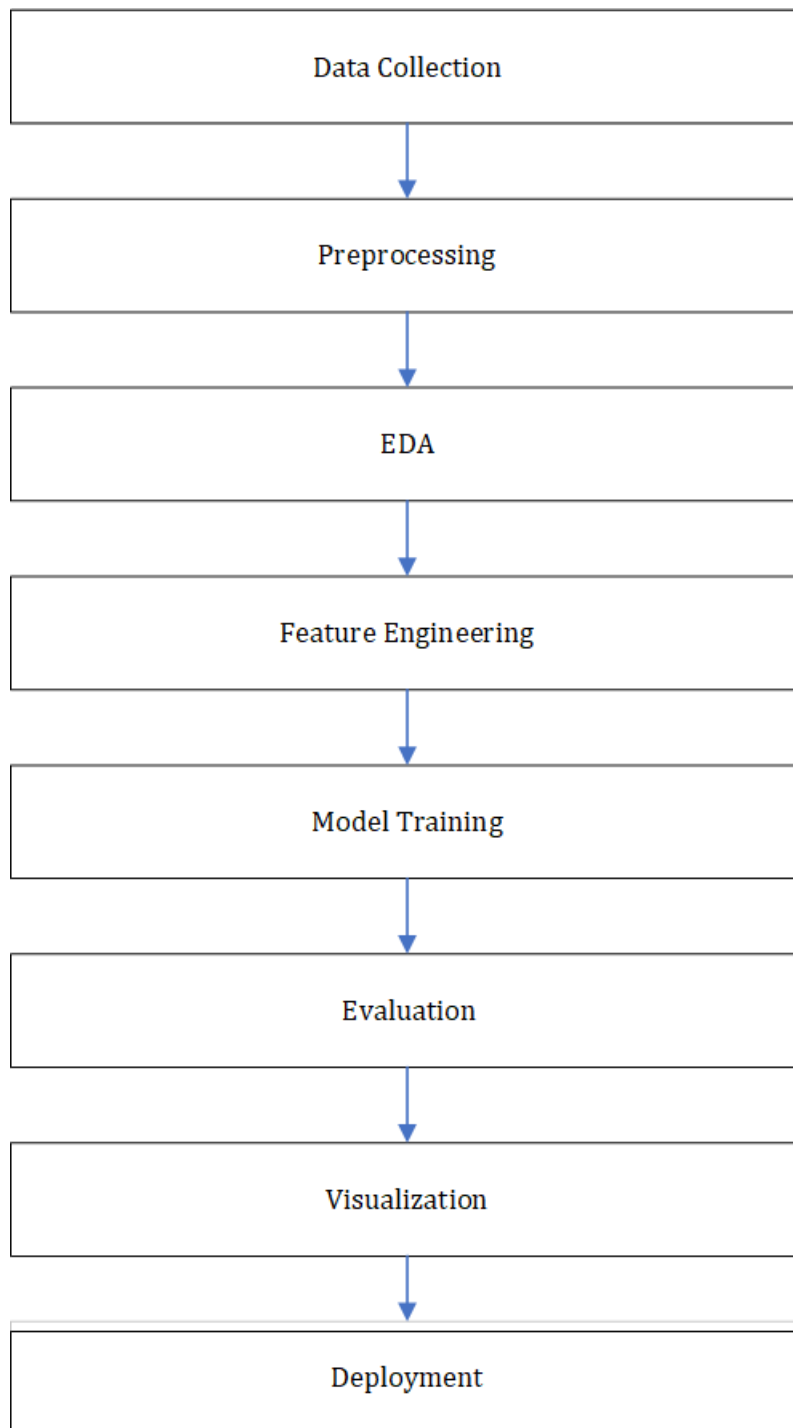 Data Collection
Preprocessing
EDA
Feature Engineering
Model Training
Evaluation
Visualization
Deployment